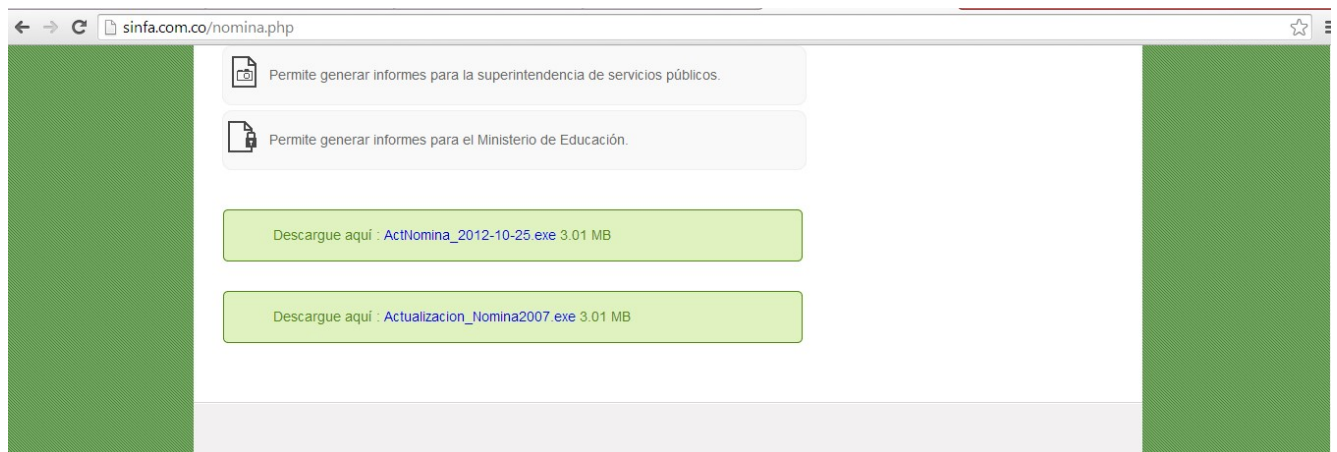 sinfa.com.co/nomina.php
Permite generar informes para la superintendencia de servicios públicos.
Permite generar informes para el Ministerio de Educación.
Descargue aquí : ActNomina_2012-10-25.exe 3.01 MB
Descargue aquí : Actualizacion_Nomina2007.exe 3.01 MB